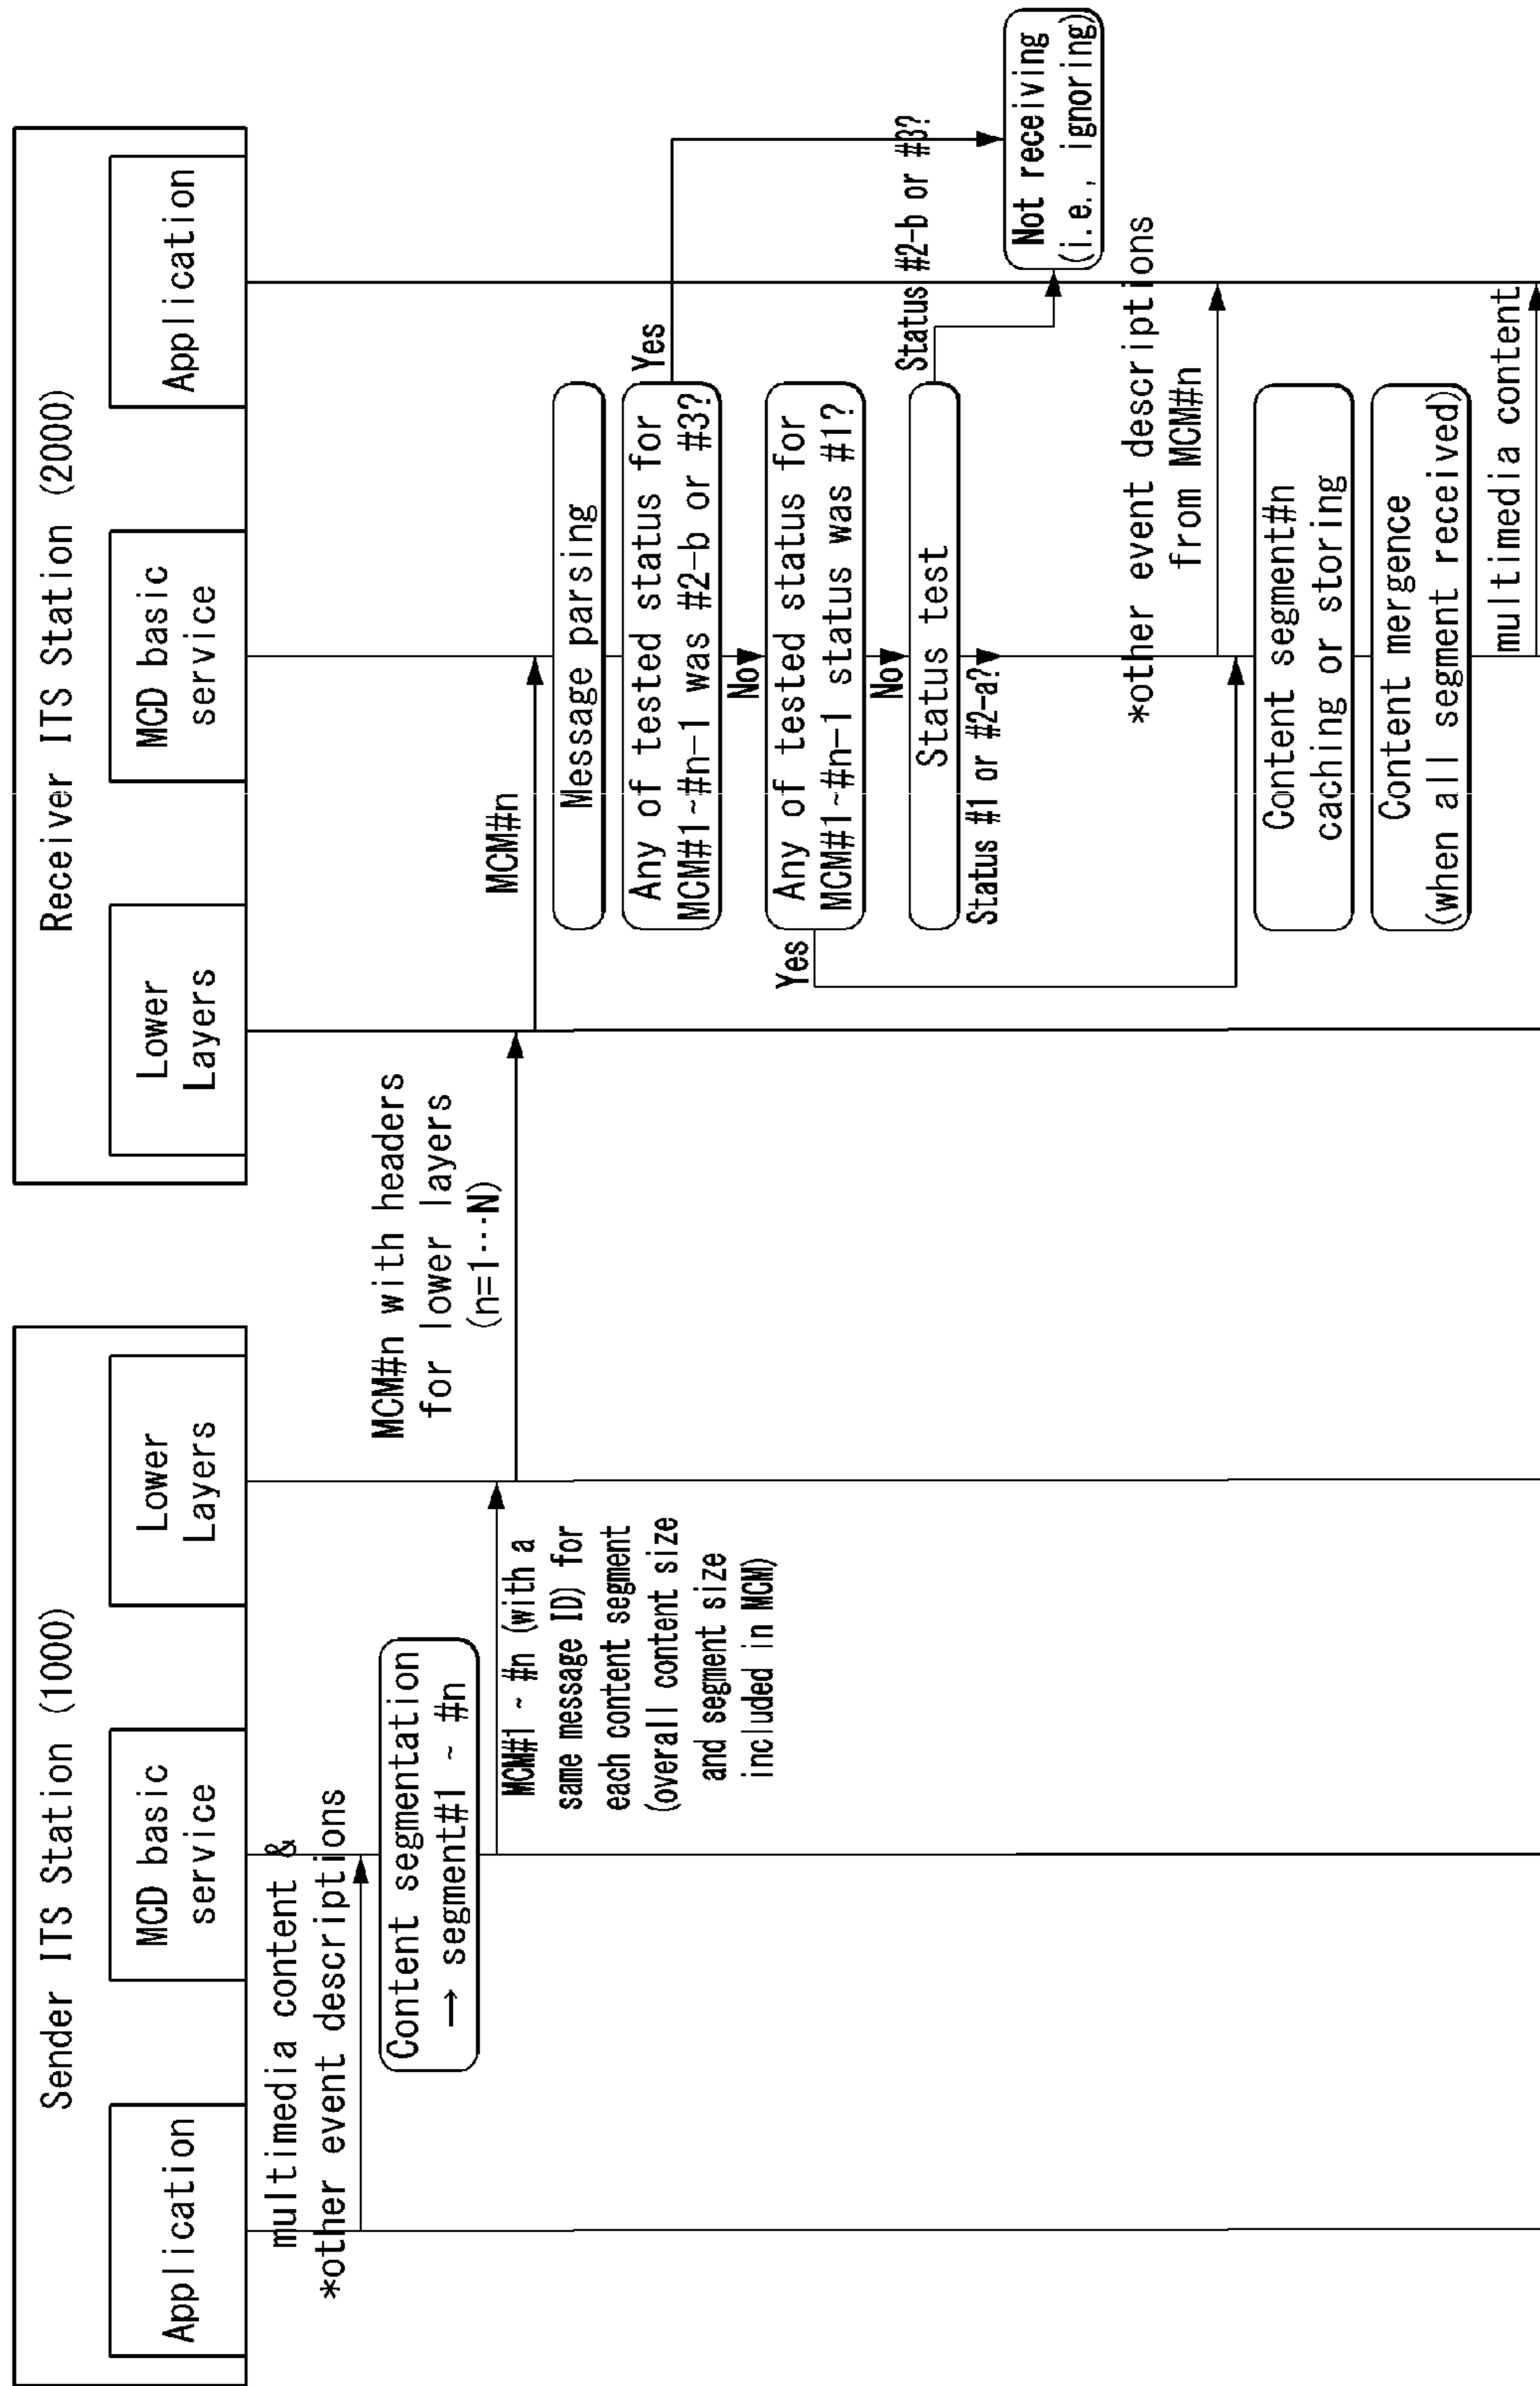 Sender ITS Station (1000)
Application
MCD basic
service
Lower
Layers
Receiver ITS Station (2000)
Lower
Layers
MCD basic
service
Application
multimedia content &
*other event descriptions
Content segmentation
→ segment#1 ~ #n
MCM#1 ~ #n (with a
same message ID) for
each content segment
(overall content size
and segment size
included in MCM)
MCM#n with headers
for lower layers
(n=1···N)
MCM#n
Message parsing
Any of tested status for
MCM#1~#n-1 was #2-b or #3?
Yes
No
Any of tested status for
MCM#1~#n-1 status was #1?
Yes
No
Status test
Status #2-b or #3?
Status #1 or #2-a?
Not receiving
(i.e., ignoring)
*other event descriptions
from MCM#n
Content segment#n
caching or storing
Content mergence
(when all segment received)
multimedia content